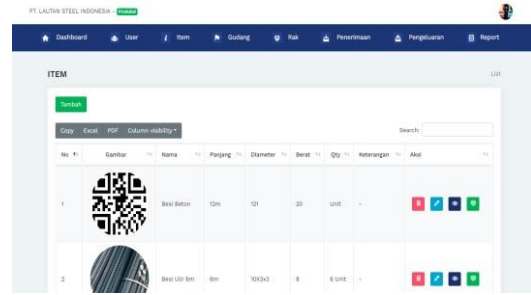 PT. LAUTAN STEEL INDONESIA - Produksi
Dashboard User Item Gudang Rak Penerimaan Pengeluaran Report
ITEM
List
Tambah
Copy Excel PDF Column visibility
Search:
No Gambar Nama Panjang Diameter Berat Qty Keterangan Aksi
1 Besi Beton 12m 121 20 Unit -
2 Besi Ulir 6m 6m 10X3x3 8 6 Unit -